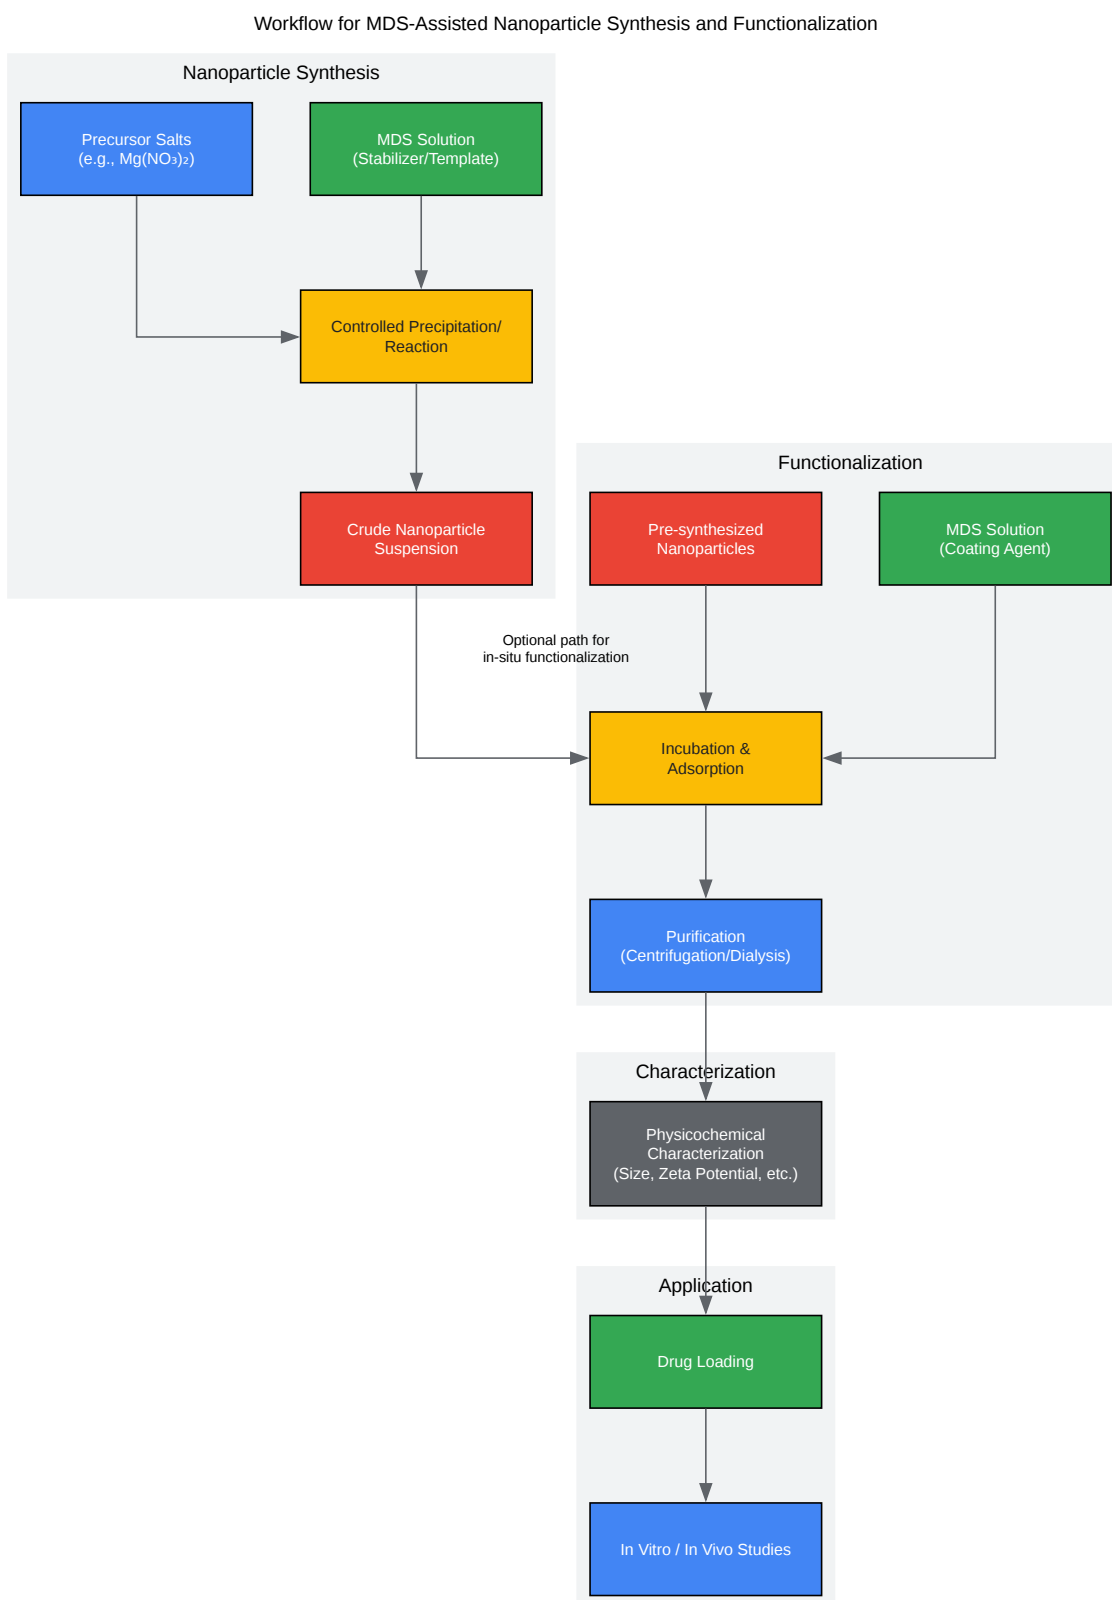 Workflow for MDS-Assisted Nanoparticle Synthesis and Functionalization
Nanoparticle Synthesis
Precursor Salts
(e.g., Mg(NO₃)₂)
MDS Solution
(Stabilizer/Template)
Controlled Precipitation/
Reaction
Crude Nanoparticle
Suspension
Functionalization
Pre-synthesized
Nanoparticles
MDS Solution
(Coating Agent)
Optional path for
in-situ functionalization
Incubation &
Adsorption
Purification
(Centrifugation/Dialysis)
Characterization
Physicochemical
Characterization
(Size, Zeta Potential, etc.)
Application
Drug Loading
In Vitro / In Vivo Studies